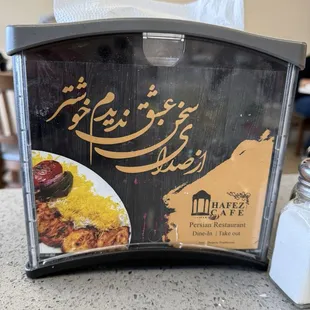 از صدای سخن عشق ندیدم خوشتر
HAFEZ
CAFE
Persian Restaurant
Dine-In | Take out